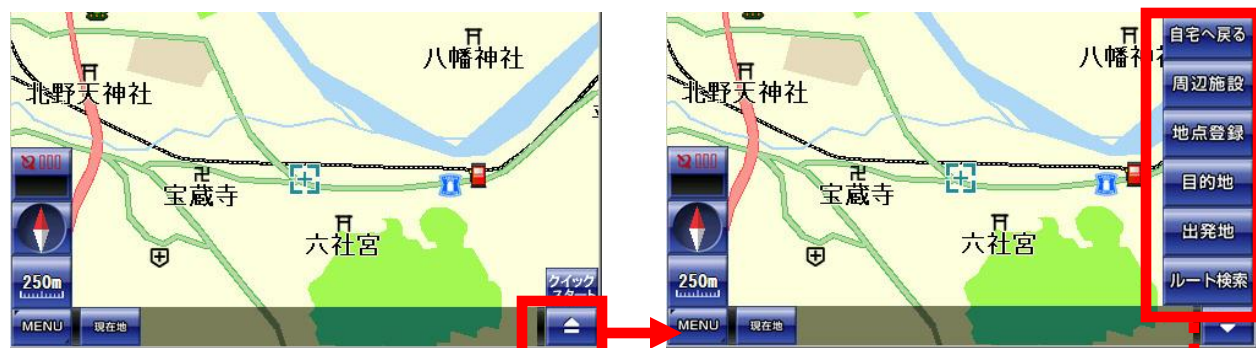 八幡神社
北野天神社
宝蔵寺
六社宮
250m
クイック
スタート
MENU
現在地
自宅へ戻る
八幡神社
周辺施設
北野天神社
地点登録
目的地
宝蔵寺
出発地
六社宮
250m
ルート検索
MENU
現在地